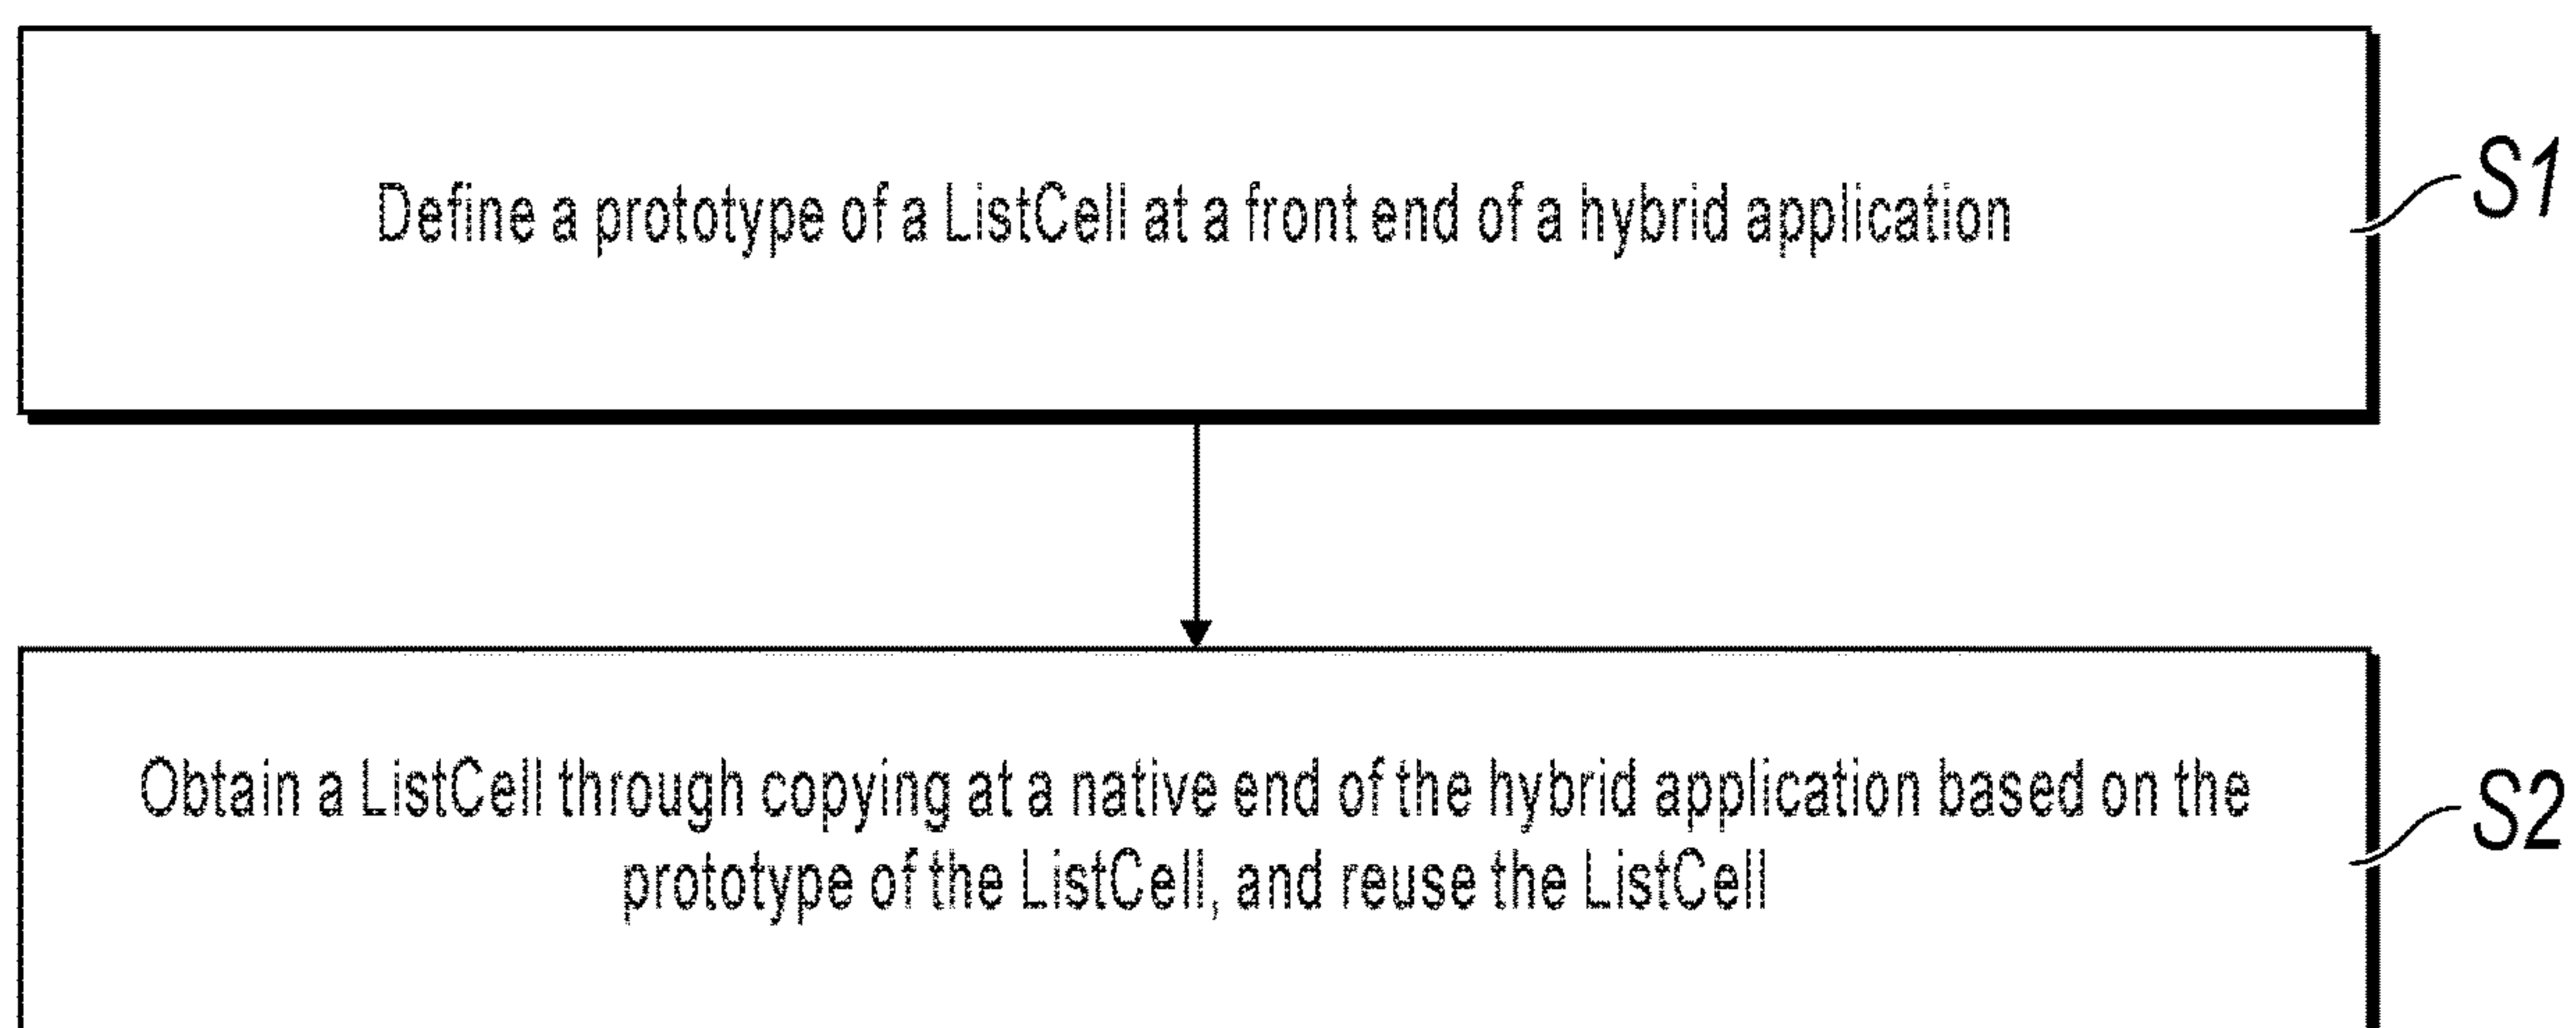 Define a prototype of a ListCell at a front end of a hybrid application
S1
Obtain a ListCell through copying at a native end of the hybrid application based on the
prototype of the ListCell, and reuse the ListCell
S2